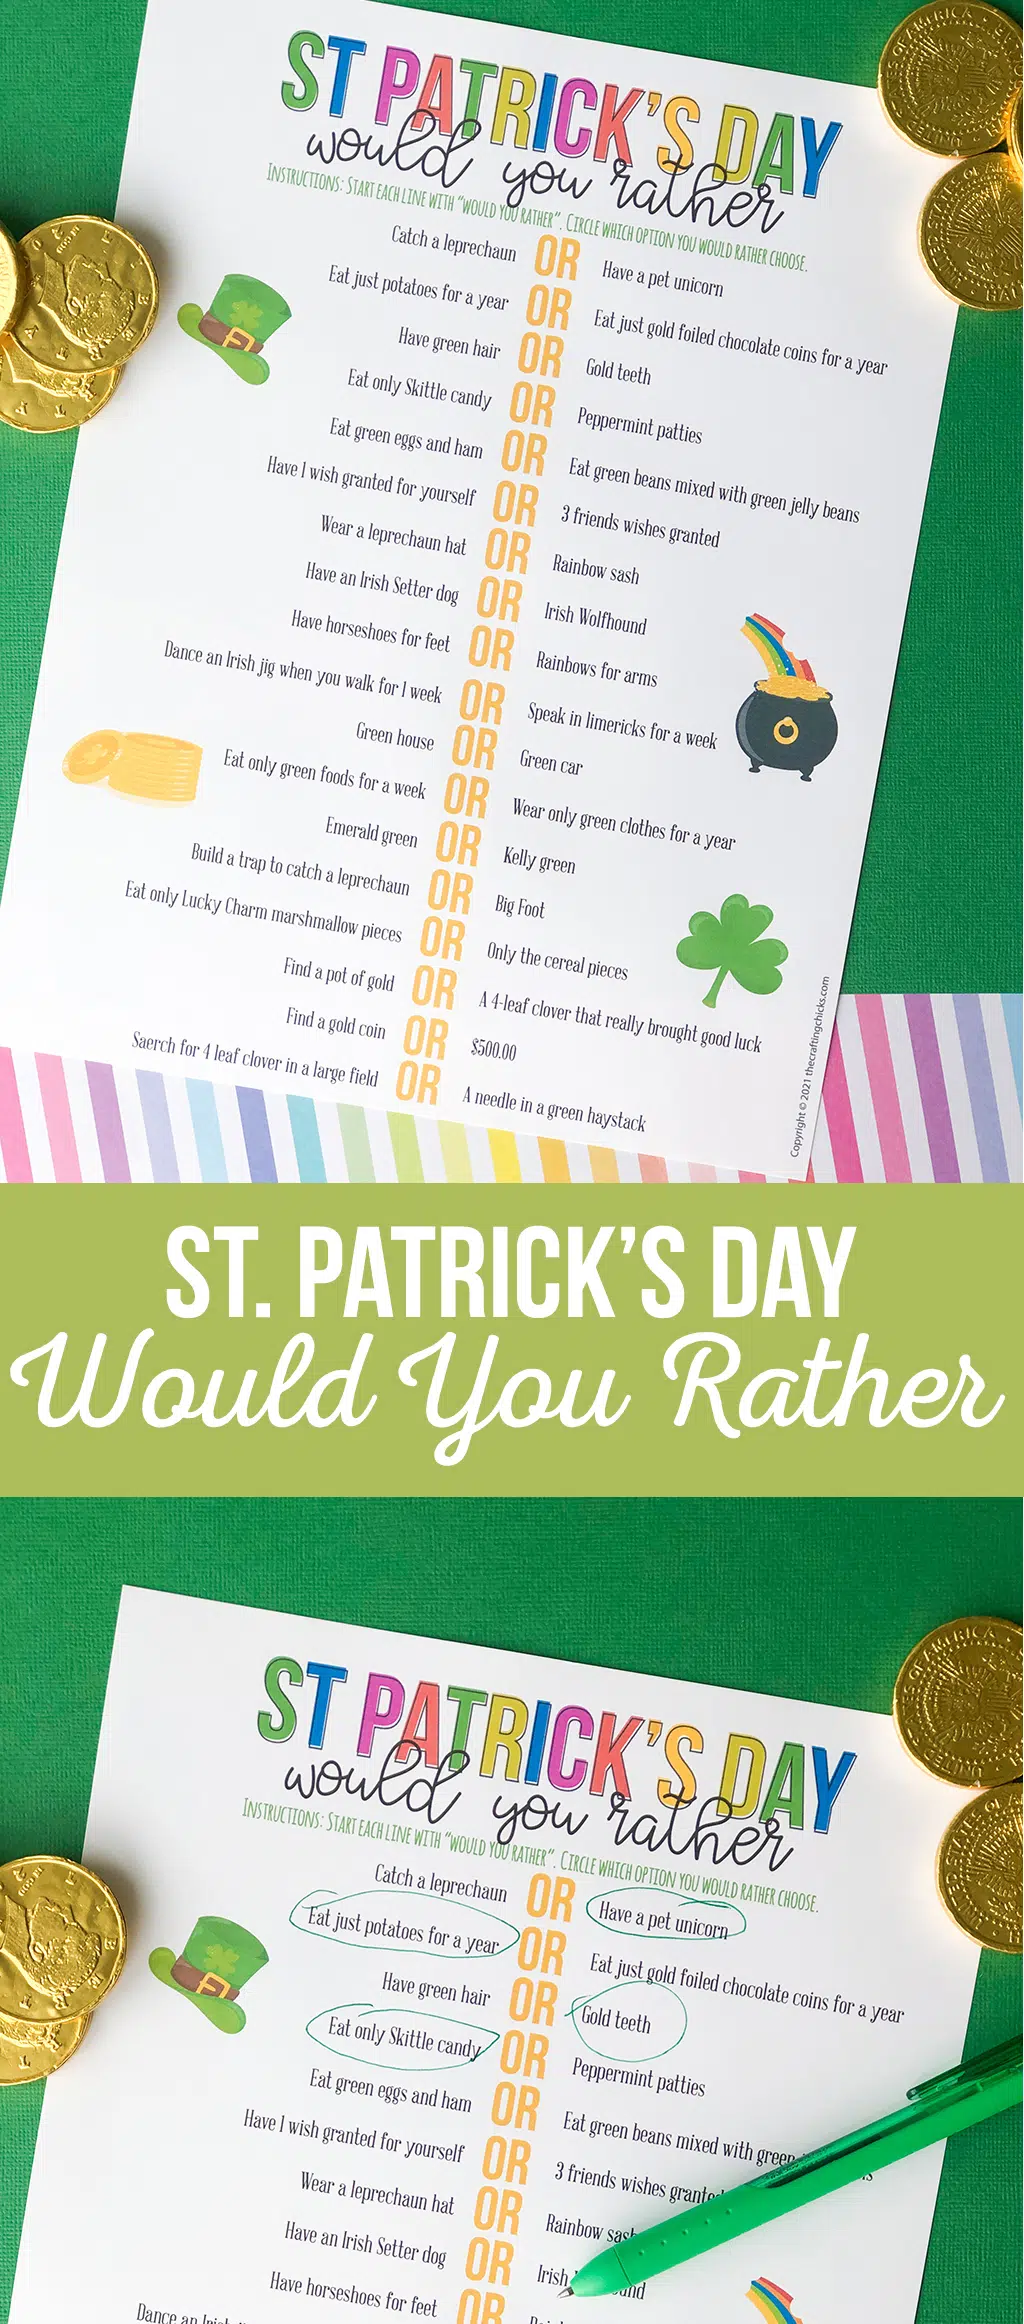 ST PATRICK'S DAY
would you rather
INSTRUCTIONS: START EACH LINE WITH "WOULD YOU RATHER". CIRCLE WHICH OPTION YOU WOULD RATHER CHOOSE.
Catch a leprechaun OR Have a pet unicorn
Eat just potatoes for a year OR Eat just gold foiled chocolate coins for a year
Have green hair OR Gold teeth
Eat only Skittle candy OR Peppermint patties
Eat green eggs and ham OR Eat green beans mixed with green jelly beans
Have 1 wish granted for yourself OR 3 friends wishes granted
Wear a leprechaun hat OR Rainbow sash
Have an Irish Setter dog OR Irish Wolfhound
Have horseshoes for feet OR Rainbows for arms
Dance an Irish jig when you walk for 1 week OR Speak in limericks for a week
Green house OR Green car
Eat only green foods for a week OR Wear only green clothes for a year
Emerald green OR Kelly green
Build a trap to catch a leprechaun OR Big Foot
Eat only Lucky Charm marshmallow pieces OR Only the cereal pieces
Find a pot of gold OR A 4-leaf clover that really brought good luck
Find a gold coin OR $500.00
Saerch for 4 leaf clover in a large field OR A needle in a green haystack
Copyright © 2021 thecraftingchicks.com
ST. PATRICK'S DAY
Would You Rather
ST PATRICK'S DAY
would you rather
INSTRUCTIONS: START EACH LINE WITH "WOULD YOU RATHER". CIRCLE WHICH OPTION YOU WOULD RATHER CHOOSE.
Catch a leprechaun OR Have a pet unicorn
Eat just potatoes for a year OR Eat just gold foiled chocolate coins for a year
Have green hair OR Gold teeth
Eat only Skittle candy OR Peppermint patties
Eat green eggs and ham OR Eat green beans mixed with green
Have 1 wish granted for yourself OR 3 friends wishes granted
Wear a leprechaun hat OR Rainbow sash
Have an Irish Setter dog OR Irish
Have horseshoes for feet OR
Dance an